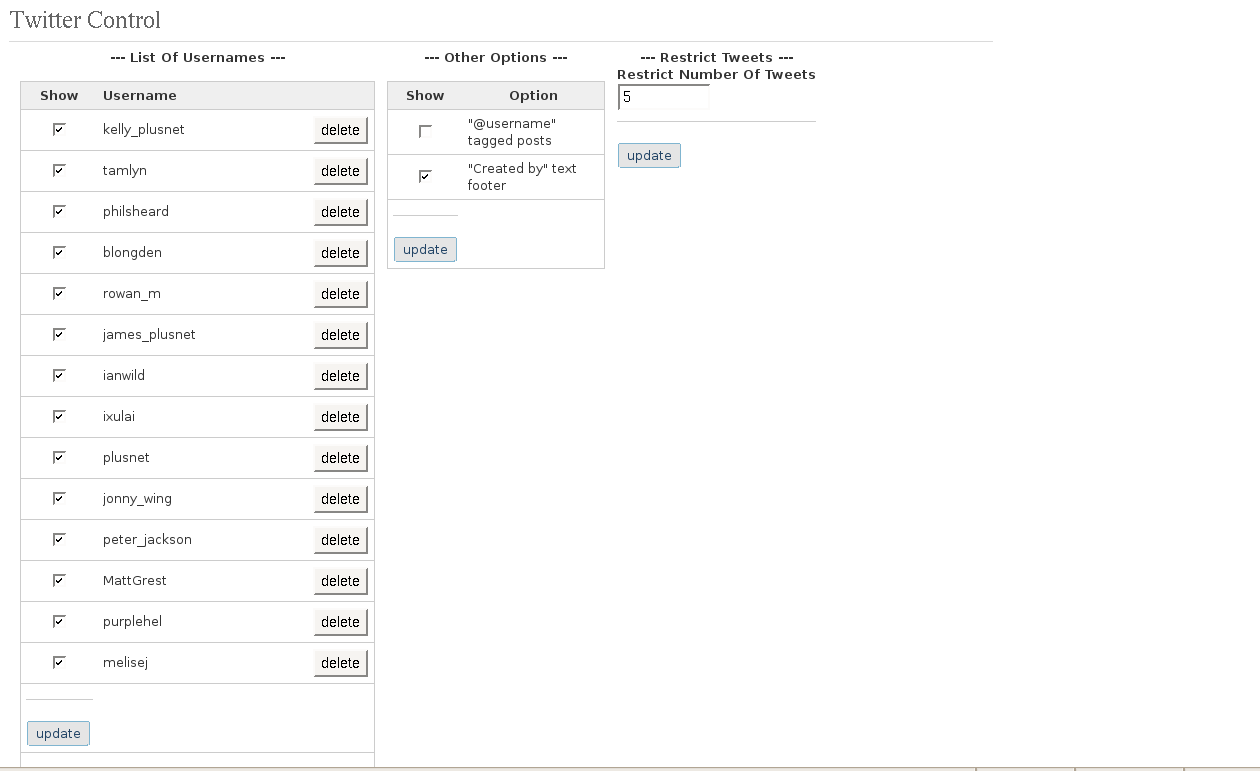 Twitter Control
--- List Of Usernames ---
Show Username
kelly_plusnet delete
tamlyn delete
philsheard delete
blongden delete
rowan_m delete
james_plusnet delete
ianwild delete
ixulai delete
plusnet delete
jonny_wing delete
peter_jackson delete
MattGrest delete
purplehel delete
melisej delete
update
--- Other Options ---
Show Option
"@username"
tagged posts
"Created by" text
footer
update
--- Restrict Tweets ---
Restrict Number Of Tweets
5
update